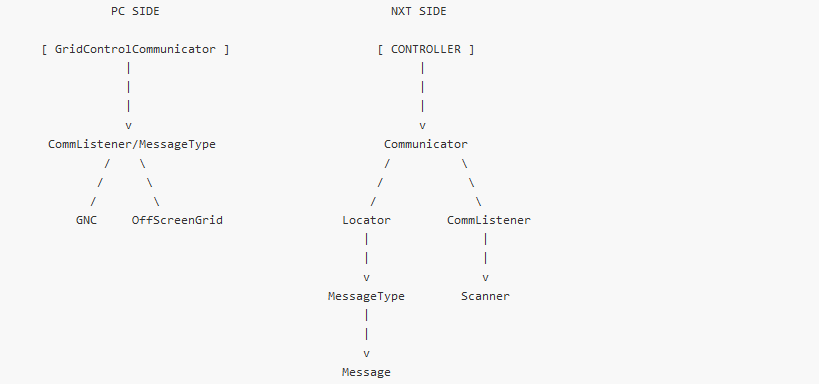 PC SIDE NXT SIDE
[ GridControlCommunicator ] [ CONTROLLER ]
| |
| |
| |
v v
CommListener/MessageType Communicator
/ \ / \
/ \ / \
/ \ / \
GNC OffScreenGrid Locator CommListener
| |
| |
v v
MessageType Scanner
|
|
v
Message